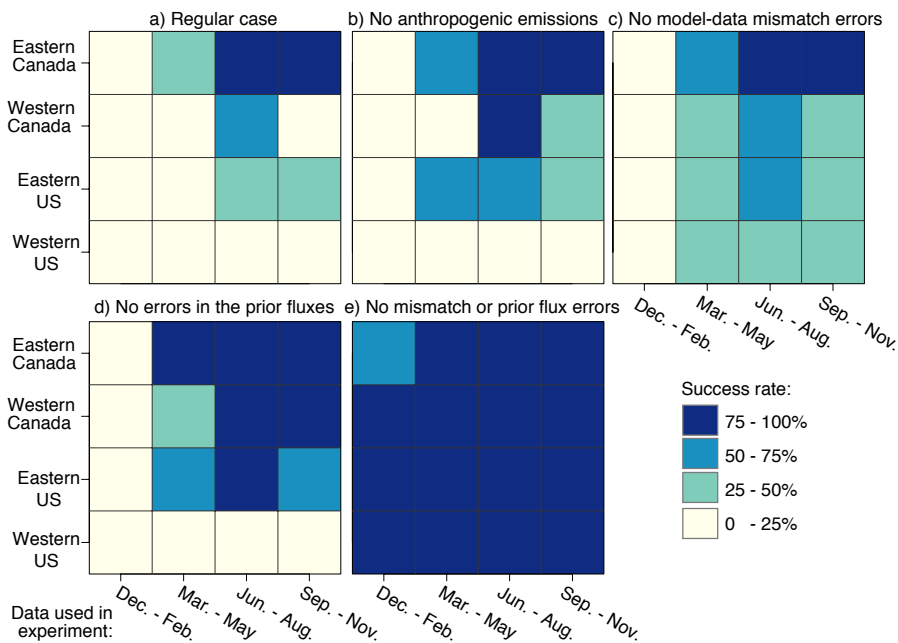 a) Regular case
b) No anthropogenic emissions
c) No model-data mismatch errors
Eastern
Canada
Western
Canada
Eastern
US
Western
US
Dec. - Feb.
Mar. - May
Jun. - Aug.
Sep. - Nov.
d) No errors in the prior fluxes
e) No mismatch or prior flux errors
Eastern
Canada
Western
Canada
Eastern
US
Western
US
Success rate:
75 - 100%
50 - 75%
25 - 50%
0 - 25%
Data used in
experiment:
Dec. - Feb.
Mar. - May
Jun. - Aug.
Sep. - Nov.
Dec. - Feb.
Mar. - May
Jun. - Aug.
Sep. - Nov.